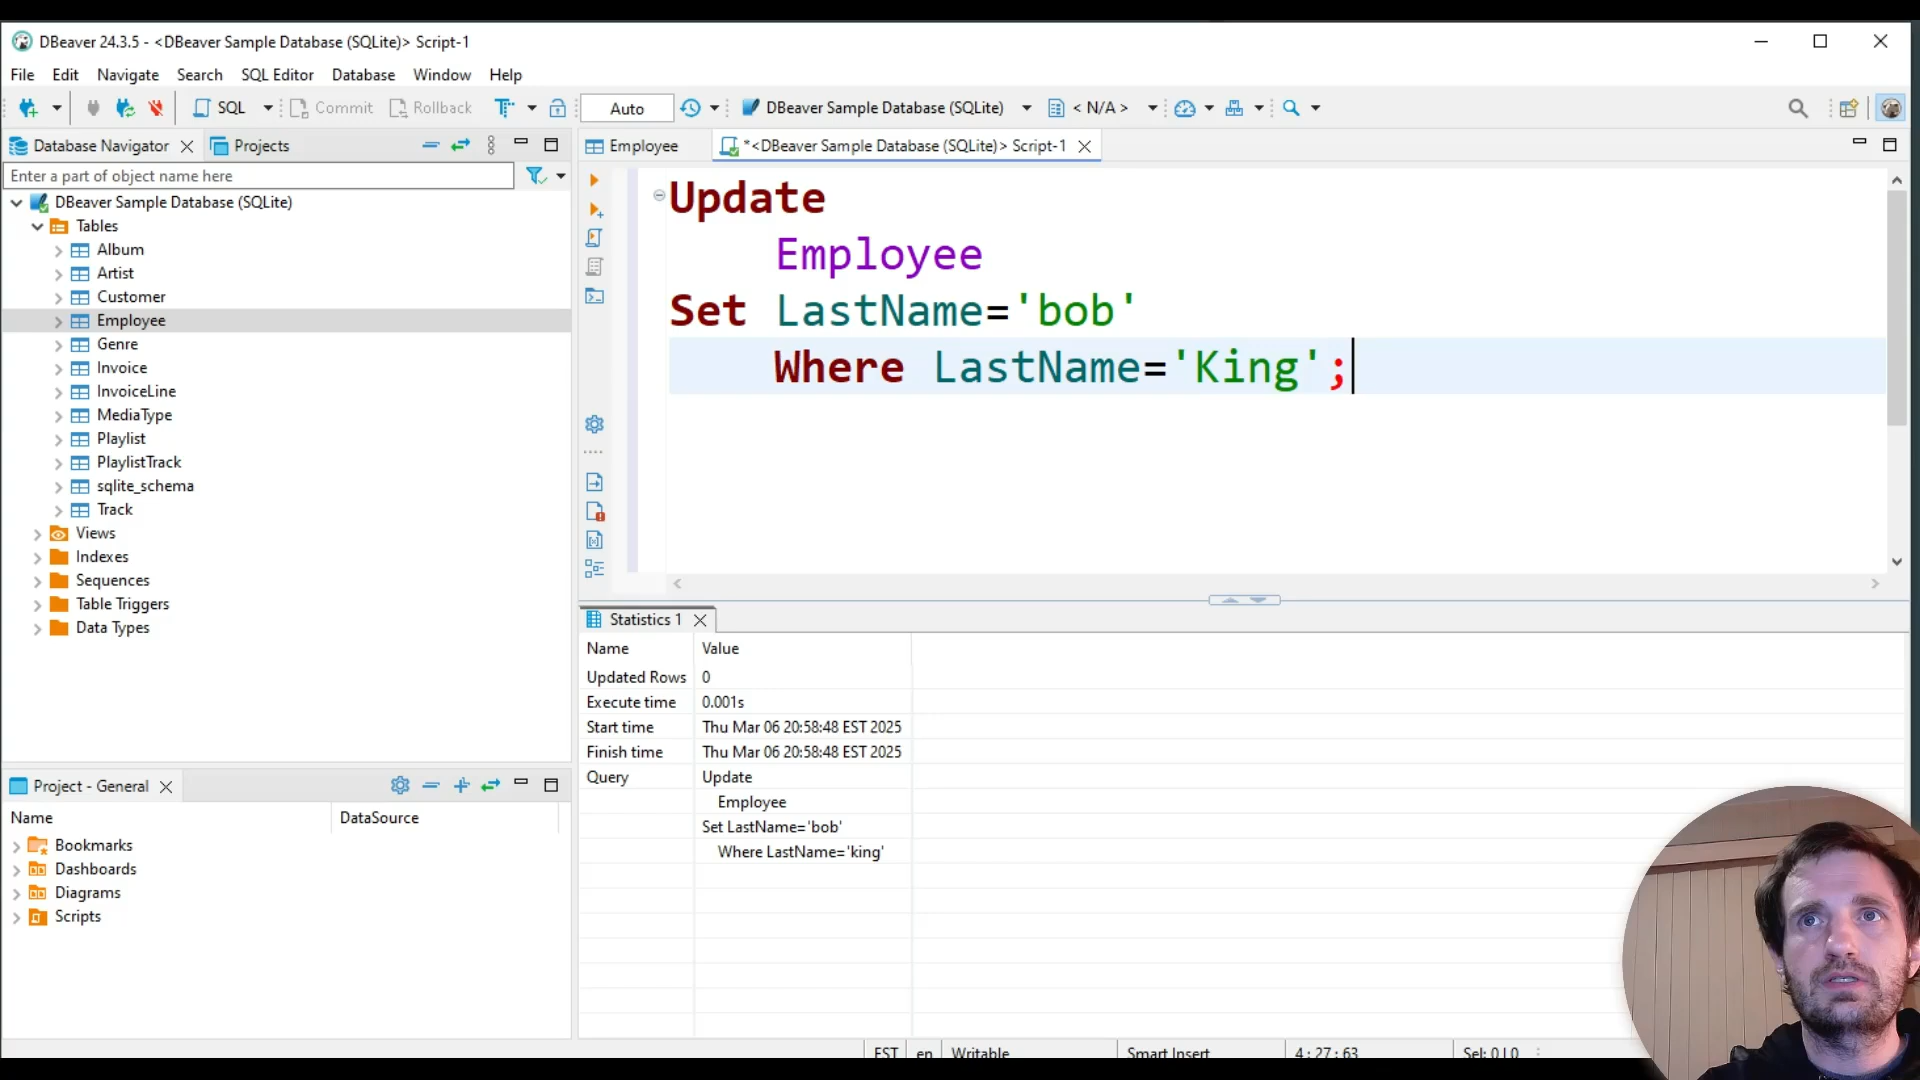 DBeaver 24.3.5 - <DBeaver Sample Database (SQLite)> Script-1
File Edit Navigate Search SQL Editor Database Window Help
SQL Commit Rollback Auto DBeaver Sample Database (SQLite) < N/A >
Database Navigator Projects
Enter a part of object name here
DBeaver Sample Database (SQLite)
Tables
Album
Artist
Customer
Employee
Genre
Invoice
InvoiceLine
MediaType
Playlist
PlaylistTrack
sqlite_schema
Track
Views
Indexes
Sequences
Table Triggers
Data Types
Project - General
Name DataSource
Bookmarks
Dashboards
Diagrams
Scripts
Employee *<DBeaver Sample Database (SQLite)> Script-1
Update
Employee
Set LastName='bob'
Where LastName='King';
Statistics 1
Name Value
Updated Rows 0
Execute time 0.001s
Start time Thu Mar 06 20:58:48 EST 2025
Finish time Thu Mar 06 20:58:48 EST 2025
Query Update
Employee
Set LastName='bob'
Where LastName='king'
EST en Writable Smart Insert 4 : 27 : 63 Sel: 0 | 0